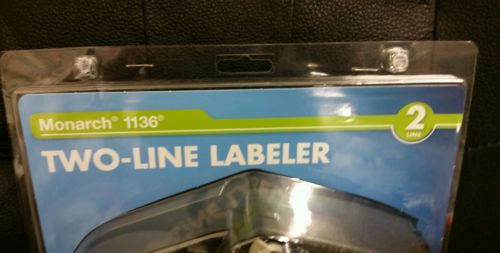 Monarch® 1136®
2
LINE
TWO-LINE LABELER